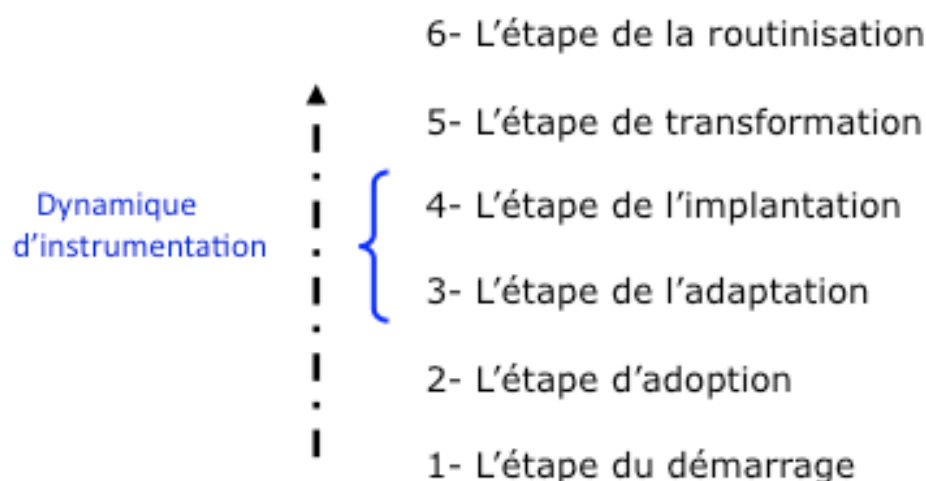 6- L’étape de la routinisation
5- L’étape de transformation
Dynamique
d’instrumentation
4- L’étape de l’implantation
3- L’étape de l’adaptation
2- L’étape d’adoption
1- L’étape du démarrage